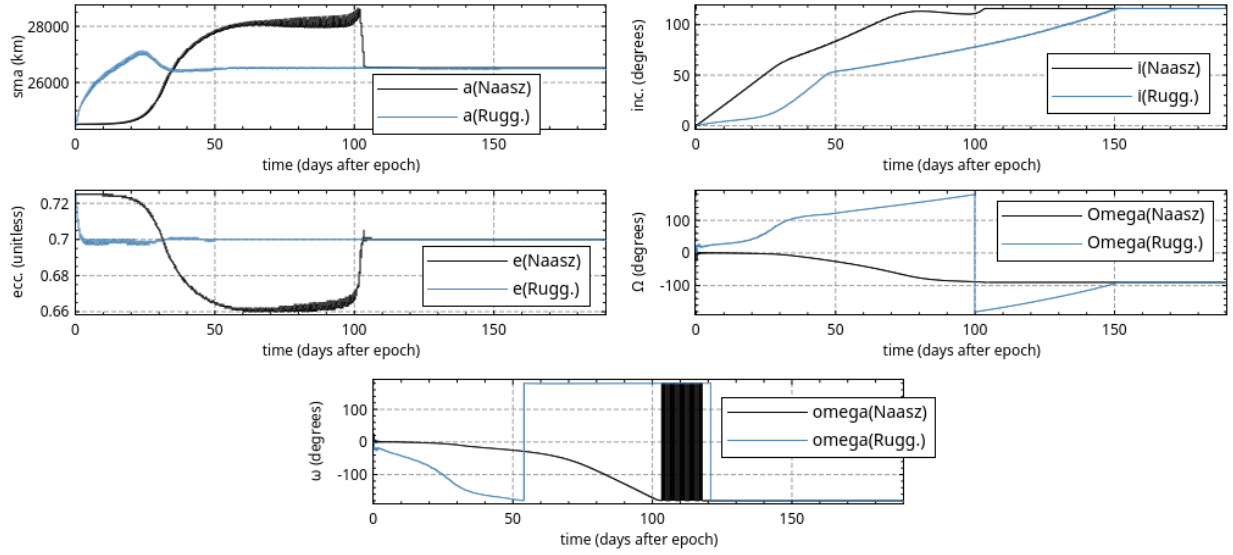 sma (km)
28000
26000
0
50
100
150
time (days after epoch)
a(Naasz)
a(Rugg.)
inc. (degrees)
100
50
0
0
50
100
150
time (days after epoch)
i(Naasz)
i(Rugg.)
ecc. (unitless)
0.72
0.7
0.68
0.66
0
50
100
150
time (days after epoch)
e(Naasz)
e(Rugg.)
Ω (degrees)
100
0
-100
0
50
100
150
time (days after epoch)
Omega(Naasz)
Omega(Rugg.)
ω (degrees)
100
0
-100
0
50
100
150
time (days after epoch)
omega(Naasz)
omega(Rugg.)